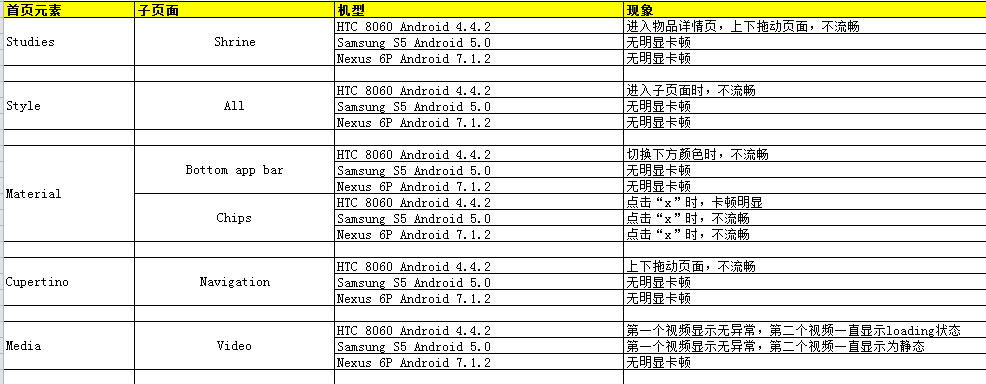 首页元素 子页面 机型 现象
HTC 8060 Android 4.4.2 进入物品详情页，上下拖动页面，不流畅
Studies Shrine Samsung S5 Android 5.0 无明显卡顿
Nexus 6P Android 7.1.2 无明显卡顿
HTC 8060 Android 4.4.2 进入子页面时，不流畅
Style All Samsung S5 Android 5.0 无明显卡顿
Nexus 6P Android 7.1.2 无明显卡顿
HTC 8060 Android 4.4.2 切换下方颜色时，不流畅
Bottom app bar Samsung S5 Android 5.0 无明显卡顿
Nexus 6P Android 7.1.2 无明显卡顿
Material
HTC 8060 Android 4.4.2 点击“x”时，卡顿明显
Chips Samsung S5 Android 5.0 点击“x”时，不流畅
Nexus 6P Android 7.1.2 点击“x”时，不流畅
HTC 8060 Android 4.4.2 上下拖动页面，不流畅
Cupertino Navigation Samsung S5 Android 5.0 无明显卡顿
Nexus 6P Android 7.1.2 无明显卡顿
HTC 8060 Android 4.4.2 第一个视频显示无异常，第二个视频一直显示loading状态
Media Video Samsung S5 Android 5.0 第一个视频显示无异常，第二个视频一直显示为静态
Nexus 6P Android 7.1.2 无明显卡顿